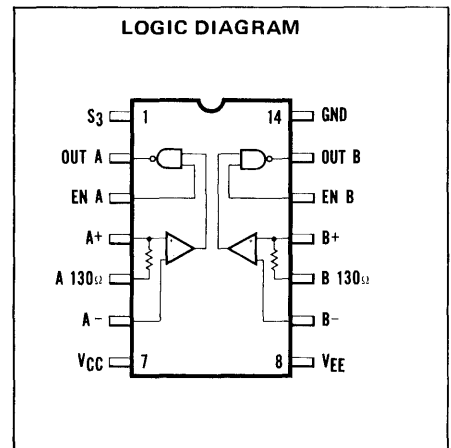 LOGIC DIAGRAM
S3 1 14 GND
OUT A OUT B
EN A EN B
A+ B+
A 130Ω B 130Ω
A- B-
VCC 7 8 VEE